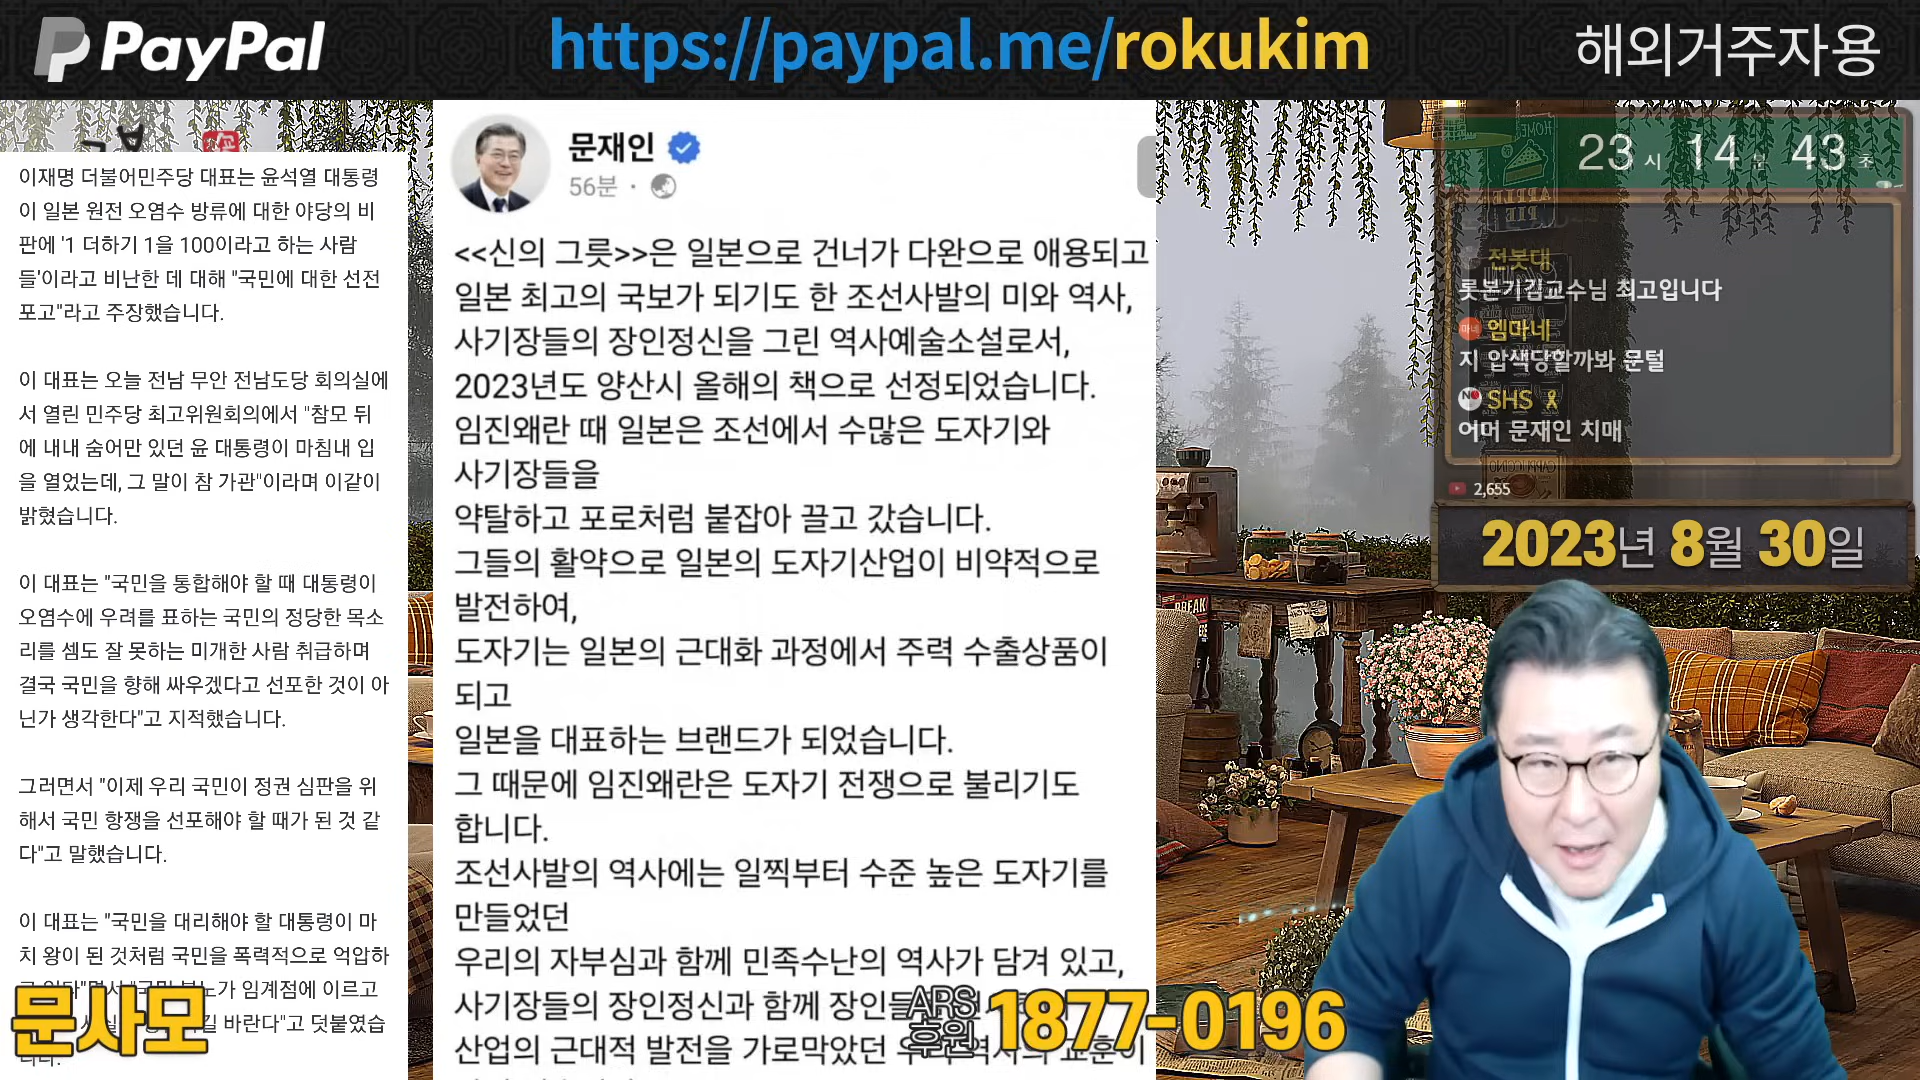 PayPal
https://paypal.me/rokukim
해외거주자용
이재명 더불어민주당 대표는 윤석열 대통령
이 일본 원전 오염수 방류에 대한 야당의 비
판에 '1 더하기 1을 100이라고 하는 사람
들'이라고 비난한 데 대해 "국민에 대한 선전
포고"라고 주장했습니다.
이 대표는 오늘 전남 무안 전남도당 회의실에
서 열린 민주당 최고위원회의에서 "참모 뒤
에 내내 숨어만 있던 윤 대통령이 마침내 입
을 열었는데, 그 말이 참 가관"이라며 이같이
밝혔습니다.
이 대표는 "국민을 통합해야 할 때 대통령이
오염수에 우려를 표하는 국민의 정당한 목소
리를 셈도 잘 못하는 미개한 사람 취급하며
결국 국민을 향해 싸우겠다고 선포한 것이 아
닌가 생각한다"고 지적했습니다.
그러면서 "이제 우리 국민이 정권 심판을 위
해서 국민 항쟁을 선포해야 할 때가 된 것 같
다"고 말했습니다.
이 대표는 "국민을 대리해야 할 대통령이 마
치 왕이 된 것처럼 국민을 폭력적으로 억압하
가 임계점에 이르고
바란다"고 덧붙였습
문사모
문재인
56분 ·
<<신의 그릇>>은 일본으로 건너가 다완으로 애용되고
일본 최고의 국보가 되기도 한 조선사발의 미와 역사,
사기장들의 장인정신을 그린 역사예술소설로서,
2023년도 양산시 올해의 책으로 선정되었습니다.
임진왜란 때 일본은 조선에서 수많은 도자기와
사기장들을
약탈하고 포로처럼 붙잡아 끌고 갔습니다.
그들의 활약으로 일본의 도자기산업이 비약적으로
발전하여,
도자기는 일본의 근대화 과정에서 주력 수출상품이
되고
일본을 대표하는 브랜드가 되었습니다.
그 때문에 임진왜란은 도자기 전쟁으로 불리기도
합니다.
조선사발의 역사에는 일찍부터 수준 높은 도자기를
만들었던
우리의 자부심과 함께 민족수난의 역사가 담겨 있고,
사기장들의 장인정신과 함께
산업의 근대적 발전을 가로막았던
ARS
후원
1877-0196
23시 14분 43초
전봇대
롯본기김교수님 최고입니다
엠마네
지 압색당할까봐 문털
SHS
어머 문재인 치매
2,655
2023년 8월 30일